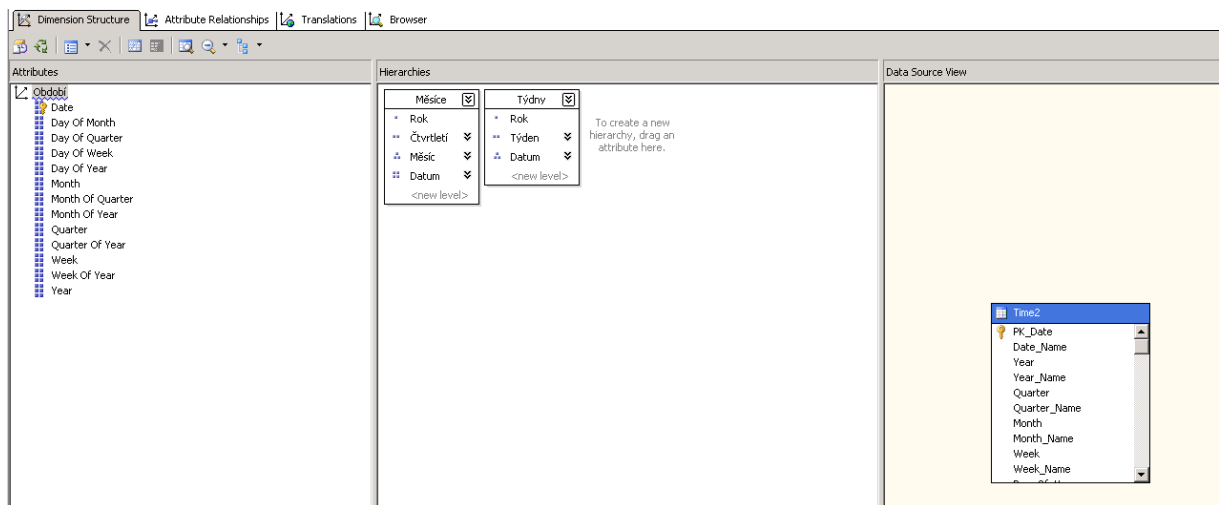 Dimension Structure Attribute Relationships Translations Browser
Attributes
Období
Date
Day Of Month
Day Of Quarter
Day Of Week
Day Of Year
Month
Month Of Quarter
Month Of Year
Quarter
Quarter Of Year
Week
Week Of Year
Year
Hierarchies
Měsíce
Rok
Čtvrtletí
Měsíc
Datum
<new level>
Týdny
Rok
Týden
Datum
<new level>
To create a new
hierarchy, drag an
attribute here.
Data Source View
Time2
PK_Date
Date_Name
Year
Year_Name
Quarter
Quarter_Name
Month
Month_Name
Week
Week_Name